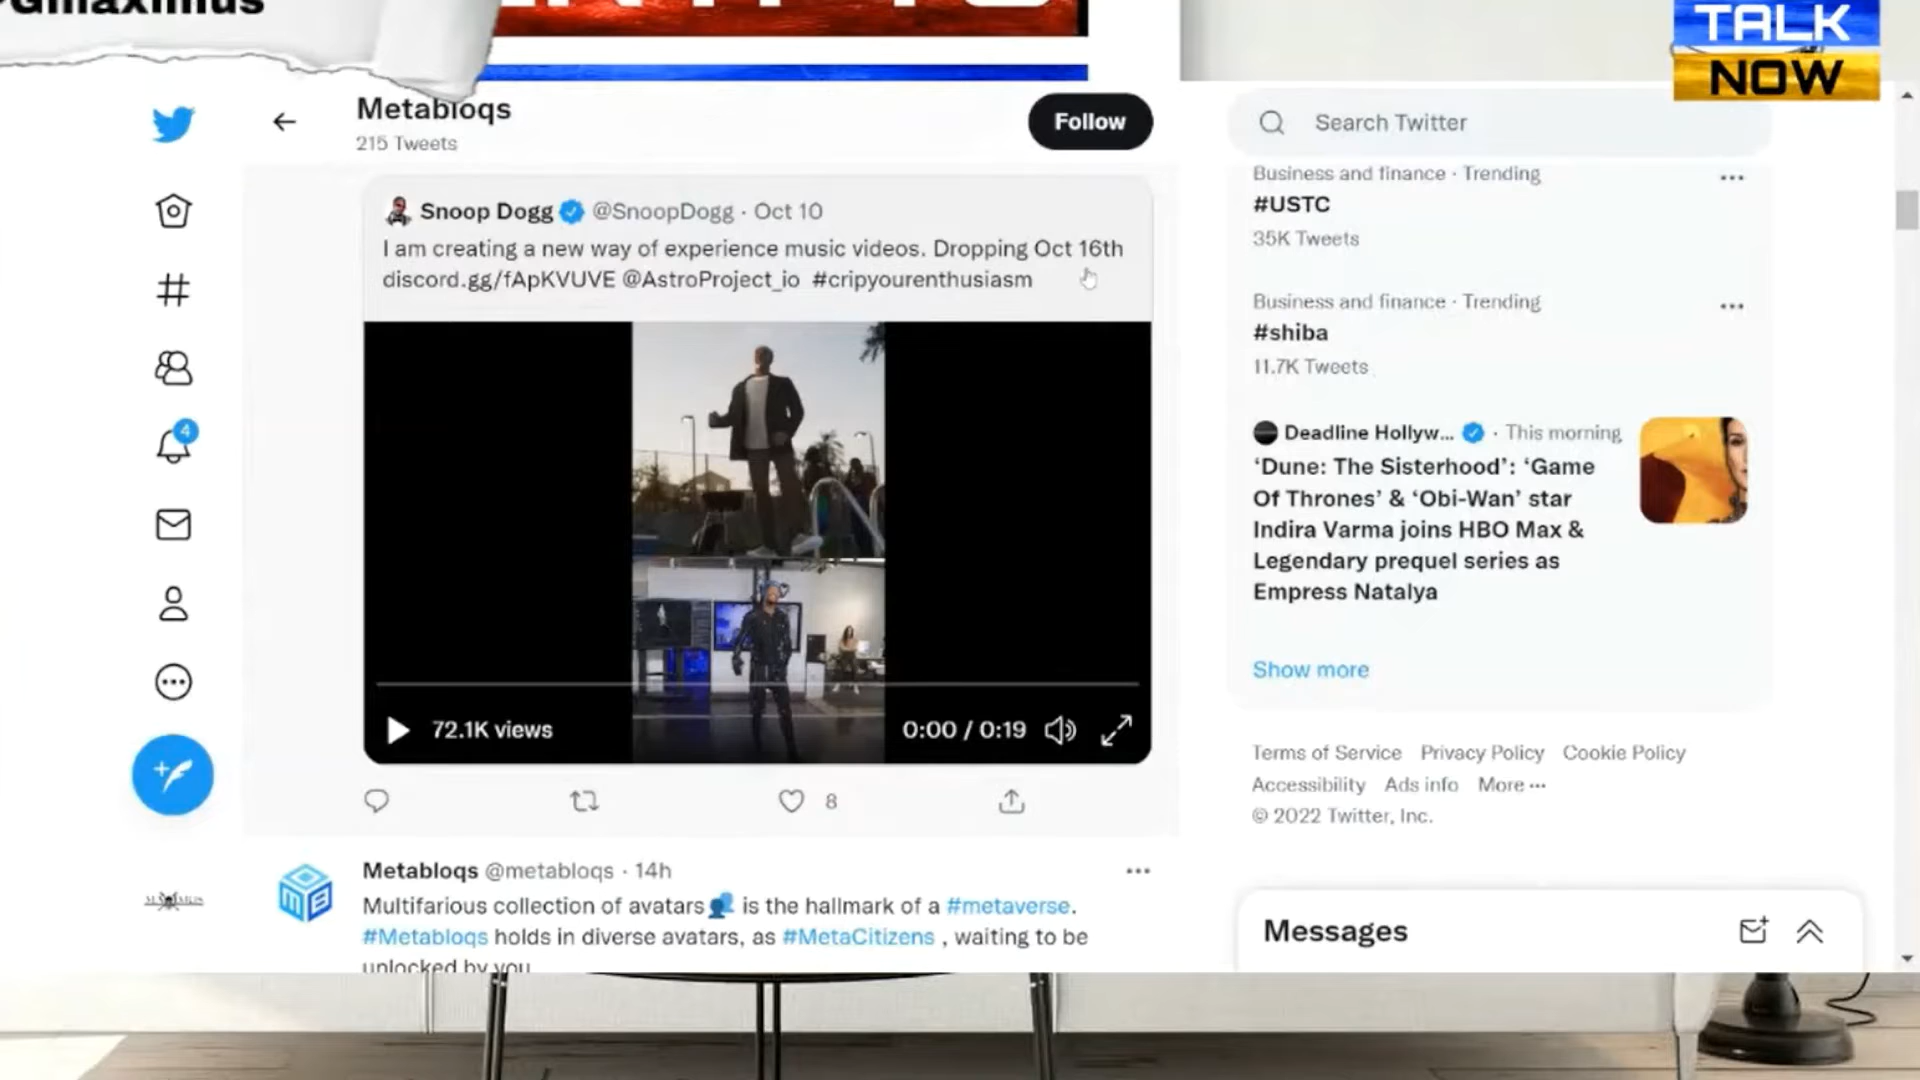 TALK
NOW
Metabloqs
215 Tweets
Follow
Search Twitter
Snoop Dogg @SnoopDogg · Oct 10
I am creating a new way of experience music videos. Dropping Oct 16th
discord.gg/fApKVUVE @AstroProject_io #cripyourenthusiasm
72.1K views
0:00 / 0:19
8
Metabloqs @metabloqs · 14h
Multifarious collection of avatars is the hallmark of a #metaverse.
#Metabloqs holds in diverse avatars, as #MetaCitizens , waiting to be
unlocked by you
4
Business and finance · Trending
#USTC
35K Tweets
Business and finance · Trending
#shiba
11.7K Tweets
Deadline Hollyw... · This morning
‘Dune: The Sisterhood’: ‘Game
Of Thrones’ & ‘Obi-Wan’ star
Indira Varma joins HBO Max &
Legendary prequel series as
Empress Natalya
Show more
Terms of Service Privacy Policy Cookie Policy
Accessibility Ads info More ···
© 2022 Twitter, Inc.
Messages